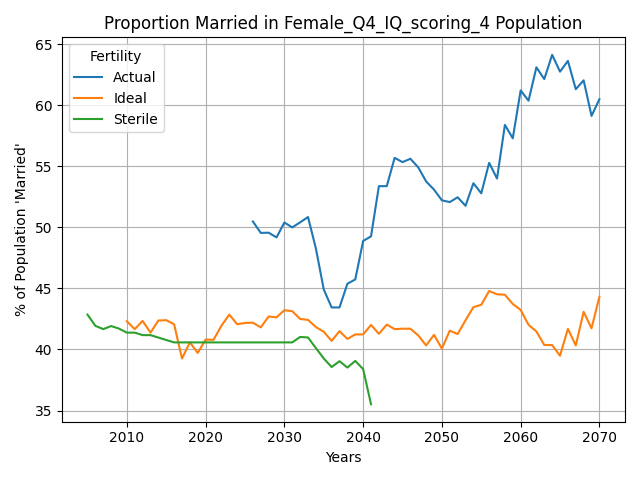 Proportion Married in Female_Q4_IQ_scoring_4 Population
Fertility
Actual
Ideal
Sterile
% of Population 'Married'
65
60
55
50
45
40
35
2010
2020
2030
2040
2050
2060
2070
Years